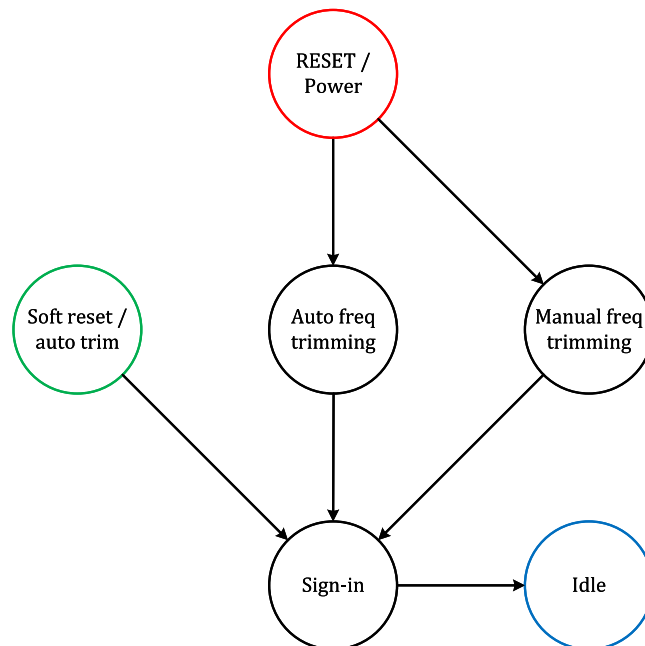 RESET /
Power
Soft reset /
auto trim
Auto freq
trimming
Manual freq
trimming
Sign-in
Idle